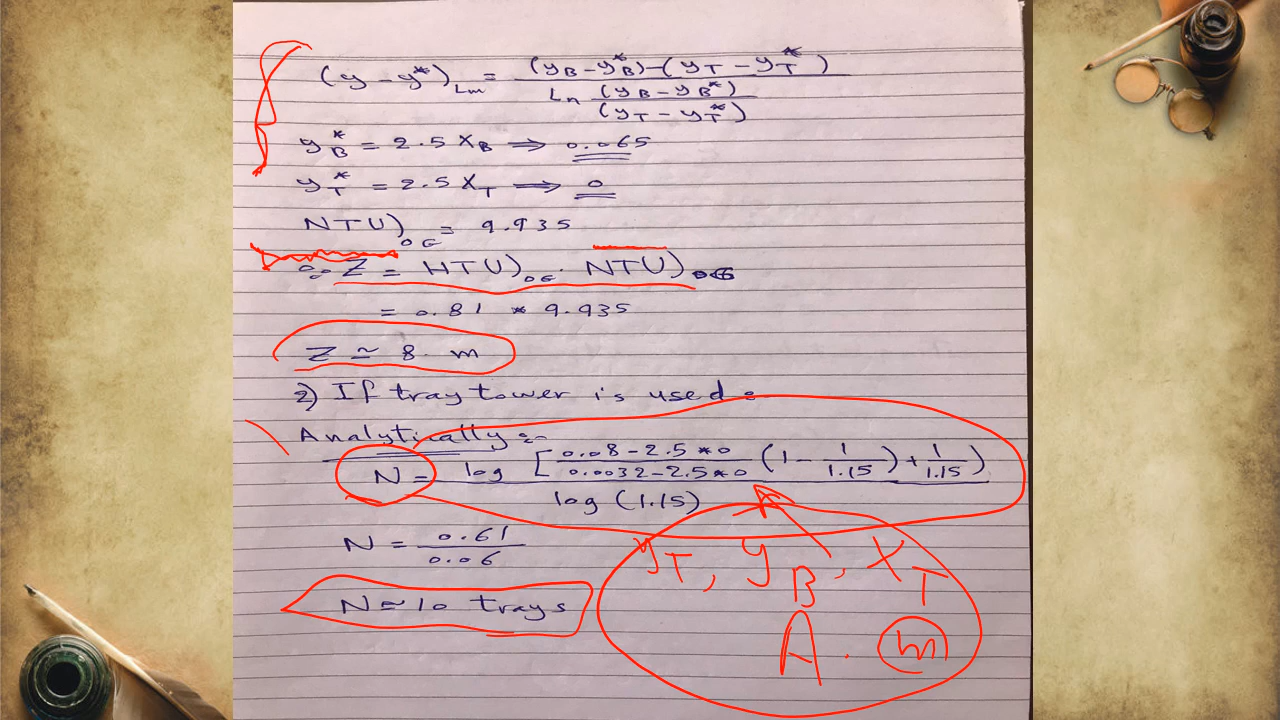 (y - y*)Lm = (yB - y*B) - (yT - y*T) / Ln (yB - yB*) / (yT - yT*)
y*B = 2.5 XB ⇒ 0.065
y*T = 2.5 XT ⇒ 0
NTU)OG = 9.935
∴ Z = HTU)OG . NTU)OG
= 0.81 * 9.935
Z ≃ 8 m
2) If tray tower is used :
Analytically :-
N = log [ 0.08 - 2.5*0 / 0.0032 - 2.5*0 (1 - 1/1.15) + 1/1.15 ) / log (1.15)
N = 0.61 / 0.06
yT, yB, XT
N ≃ 10 trays
A . m